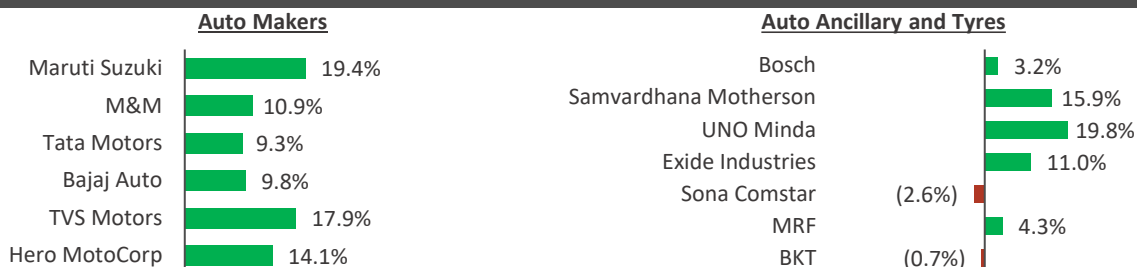 Auto Makers
Maruti Suzuki 19.4%
M&M 10.9%
Tata Motors 9.3%
Bajaj Auto 9.8%
TVS Motors 17.9%
Hero MotoCorp 14.1%
Auto Ancillary and Tyres
Bosch 3.2%
Samvardhana Motherson 15.9%
UNO Minda 19.8%
Exide Industries 11.0%
Sona Comstar (2.6%)
MRF 4.3%
BKT (0.7%)